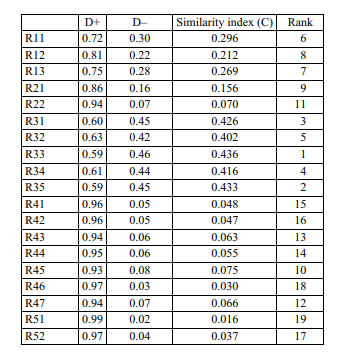 D+ D– Similarity index (C) Rank
R11 0.72 0.30 0.296 6
R12 0.81 0.22 0.212 8
R13 0.75 0.28 0.269 7
R21 0.86 0.16 0.156 9
R22 0.94 0.07 0.070 11
R31 0.60 0.45 0.426 3
R32 0.63 0.42 0.402 5
R33 0.59 0.46 0.436 1
R34 0.61 0.44 0.416 4
R35 0.59 0.45 0.433 2
R41 0.96 0.05 0.048 15
R42 0.96 0.05 0.047 16
R43 0.94 0.06 0.063 13
R44 0.95 0.06 0.055 14
R45 0.93 0.08 0.075 10
R46 0.97 0.03 0.030 18
R47 0.94 0.07 0.066 12
R51 0.99 0.02 0.016 19
R52 0.97 0.04 0.037 17